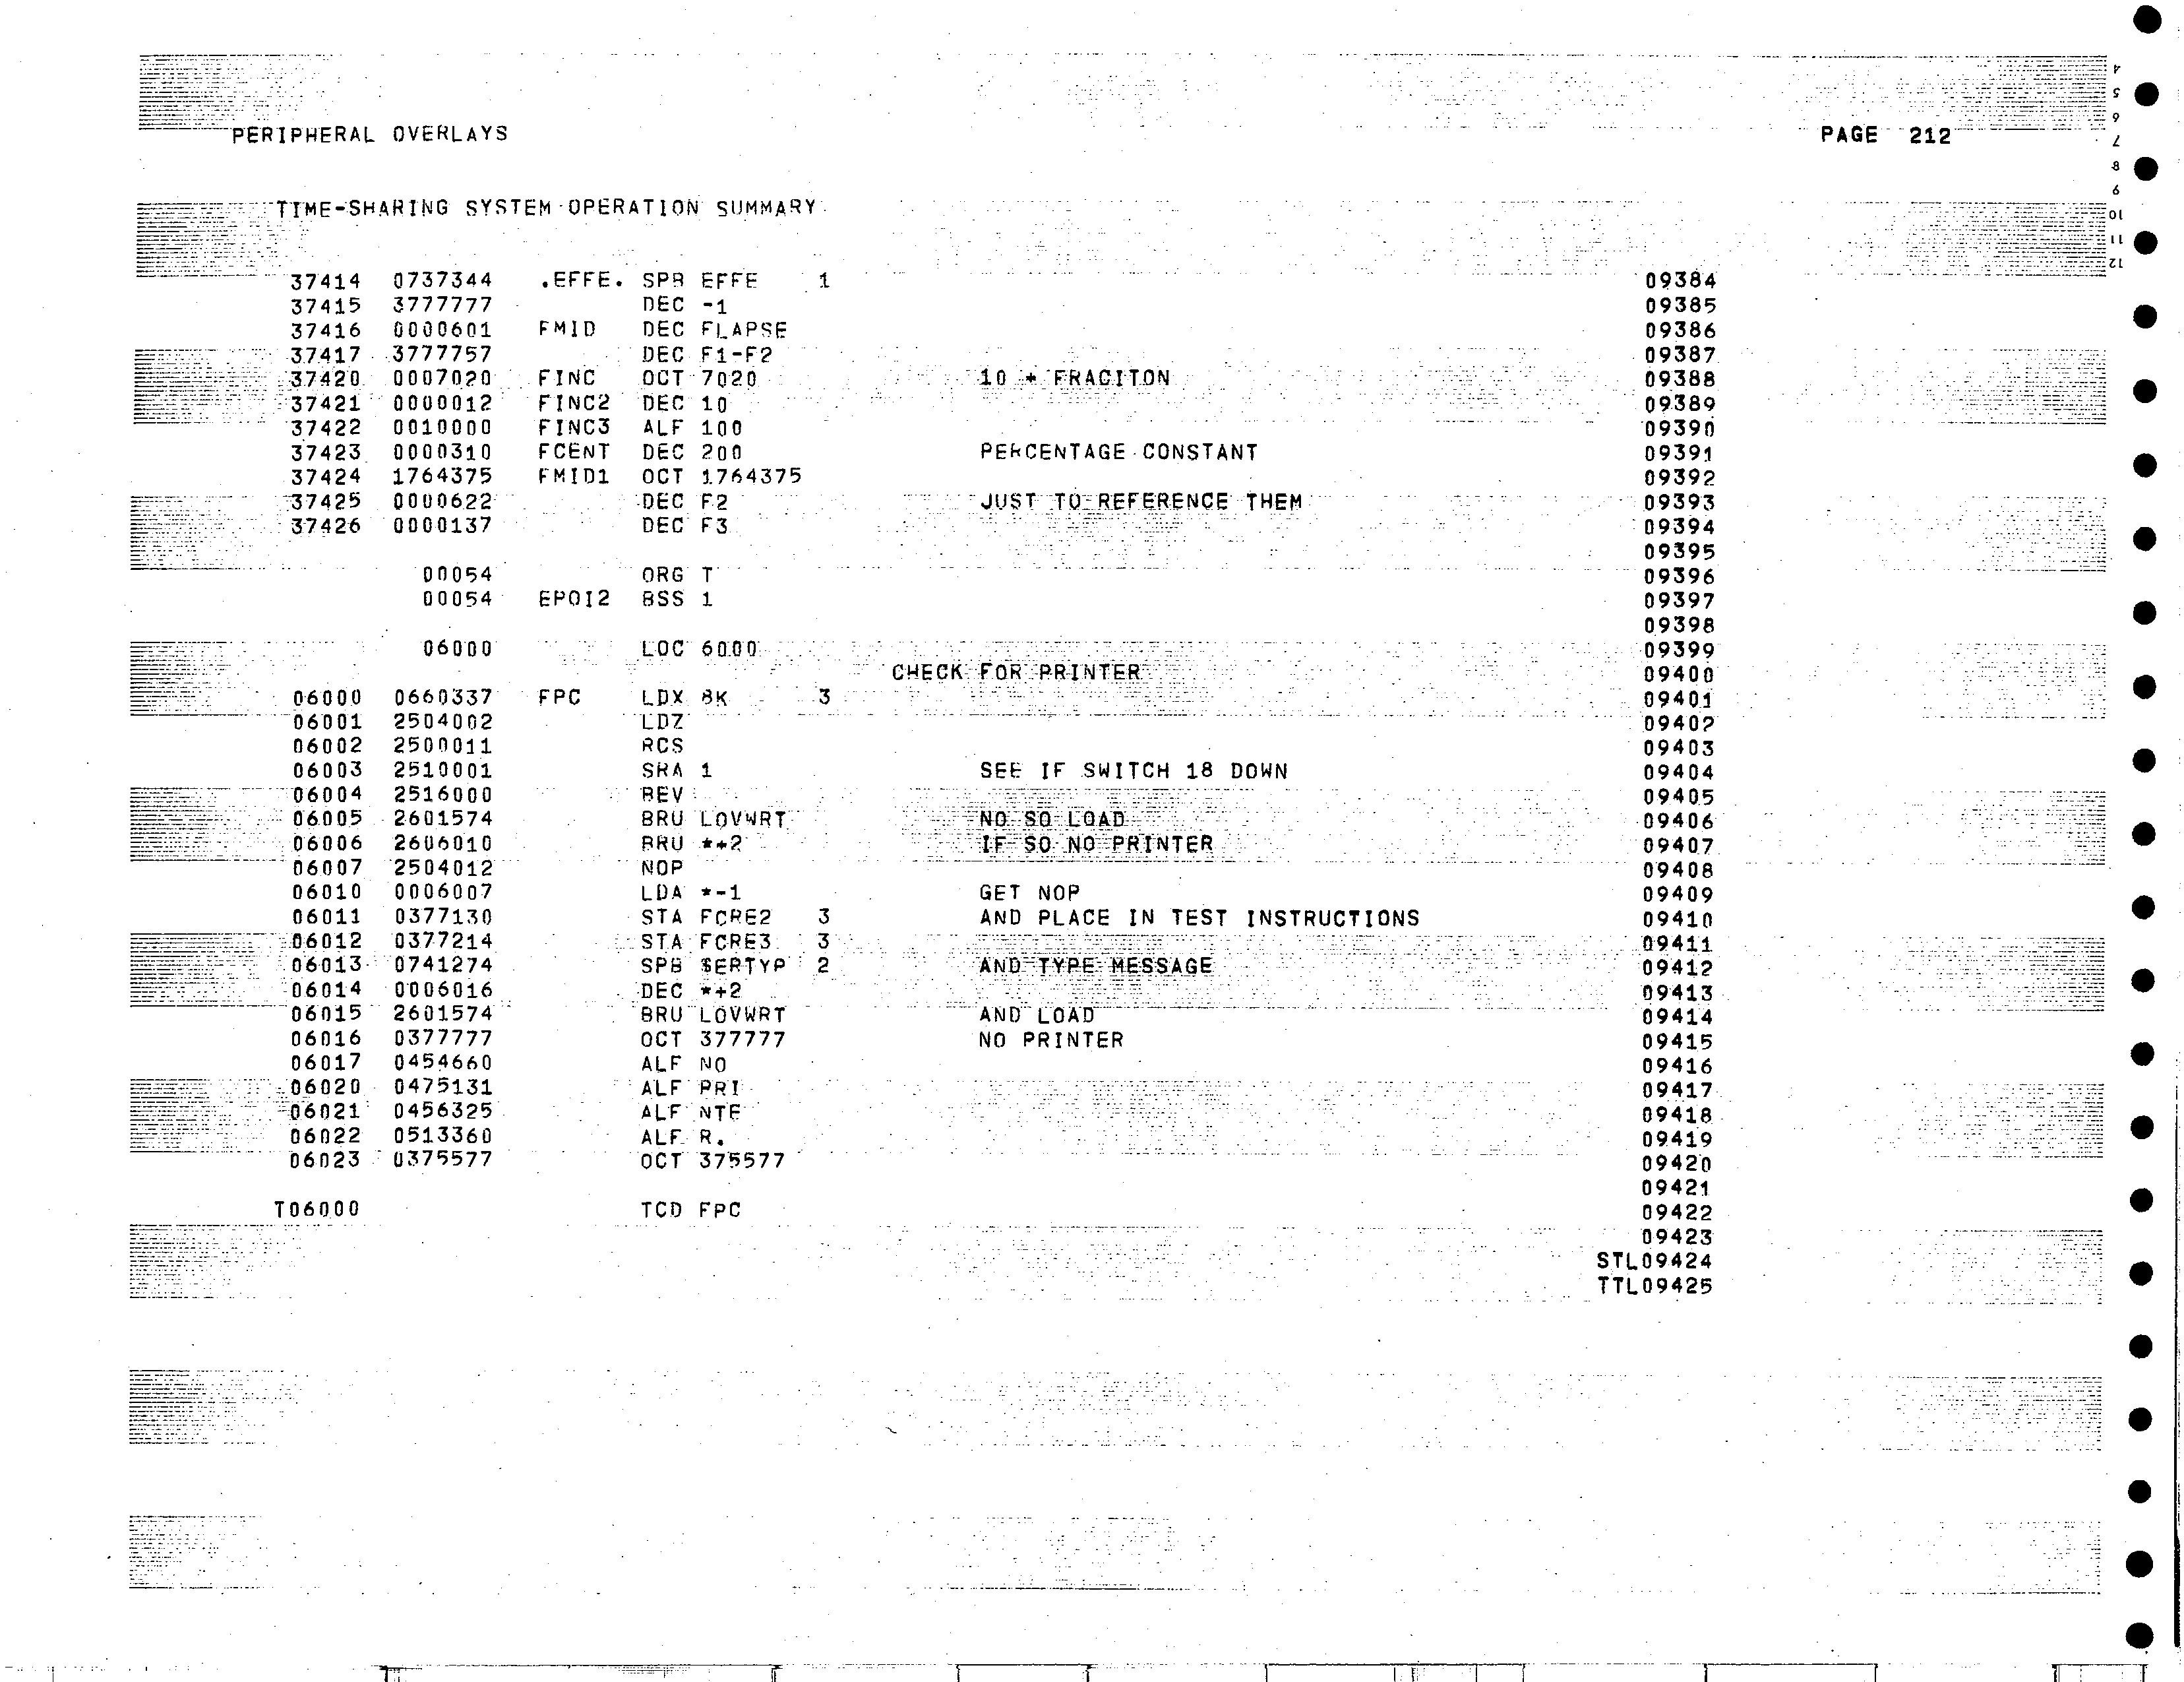 PERIPHERAL OVERLAYS PAGE 212
TIME-SHARING SYSTEM OPERATION SUMMARY
37414 0737344 .EFFE. SPB EFFE 1 09384
37415 3777777 DEC -1 09385
37416 0000601 FMID DEC FLAPSE 09386
37417 3777757 DEC F1-F2 09387
37420 0007020 FINC OCT 7020 10 + FRACITON 09388
37421 0000012 FINC2 DEC 10 09389
37422 0010000 FINC3 ALF 100 09390
37423 0000310 FCENT DEC 200 PERCENTAGE CONSTANT 09391
37424 1764375 FMID1 OCT 1764375 09392
37425 0000622 DEC F2 JUST TO REFERENCE THEM 09393
37426 0000137 DEC F3 09394
09395
00054 ORG T 09396
00054 EPOI2 BSS 1 09397
09398
06000 LOC 6000 09399
CHECK FOR PRINTER 09400
06000 0660337 FPC LDX 8K 3 09401
06001 2504002 LDZ 09402
06002 2500011 RCS 09403
06003 2510001 SRA 1 SEE IF SWITCH 18 DOWN 09404
06004 2516000 BEV 09405
06005 2601574 BRU LOVWRT NO SO LOAD 09406
06006 2606010 BRU *+2 IF SO NO PRINTER 09407
06007 2504012 NOP 09408
06010 0006007 LDA *-1 GET NOP 09409
06011 0377130 STA FCRE2 3 AND PLACE IN TEST INSTRUCTIONS 09410
06012 0377214 STA FCRE3 3 09411
06013 0741274 SPB $ERTYP 2 AND TYPE MESSAGE 09412
06014 0006016 DEC *+2 09413
06015 2601574 BRU LOVWRT AND LOAD 09414
06016 0377777 OCT 377777 NO PRINTER 09415
06017 0454660 ALF NO 09416
06020 0475131 ALF PRI 09417
06021 0456325 ALF NTE 09418
06022 0513360 ALF R. 09419
06023 0375577 OCT 375577 09420
09421
T06000 TCD FPC 09422
09423
STL09424
TTL09425
4
5
6
7
8
9
10
11
12